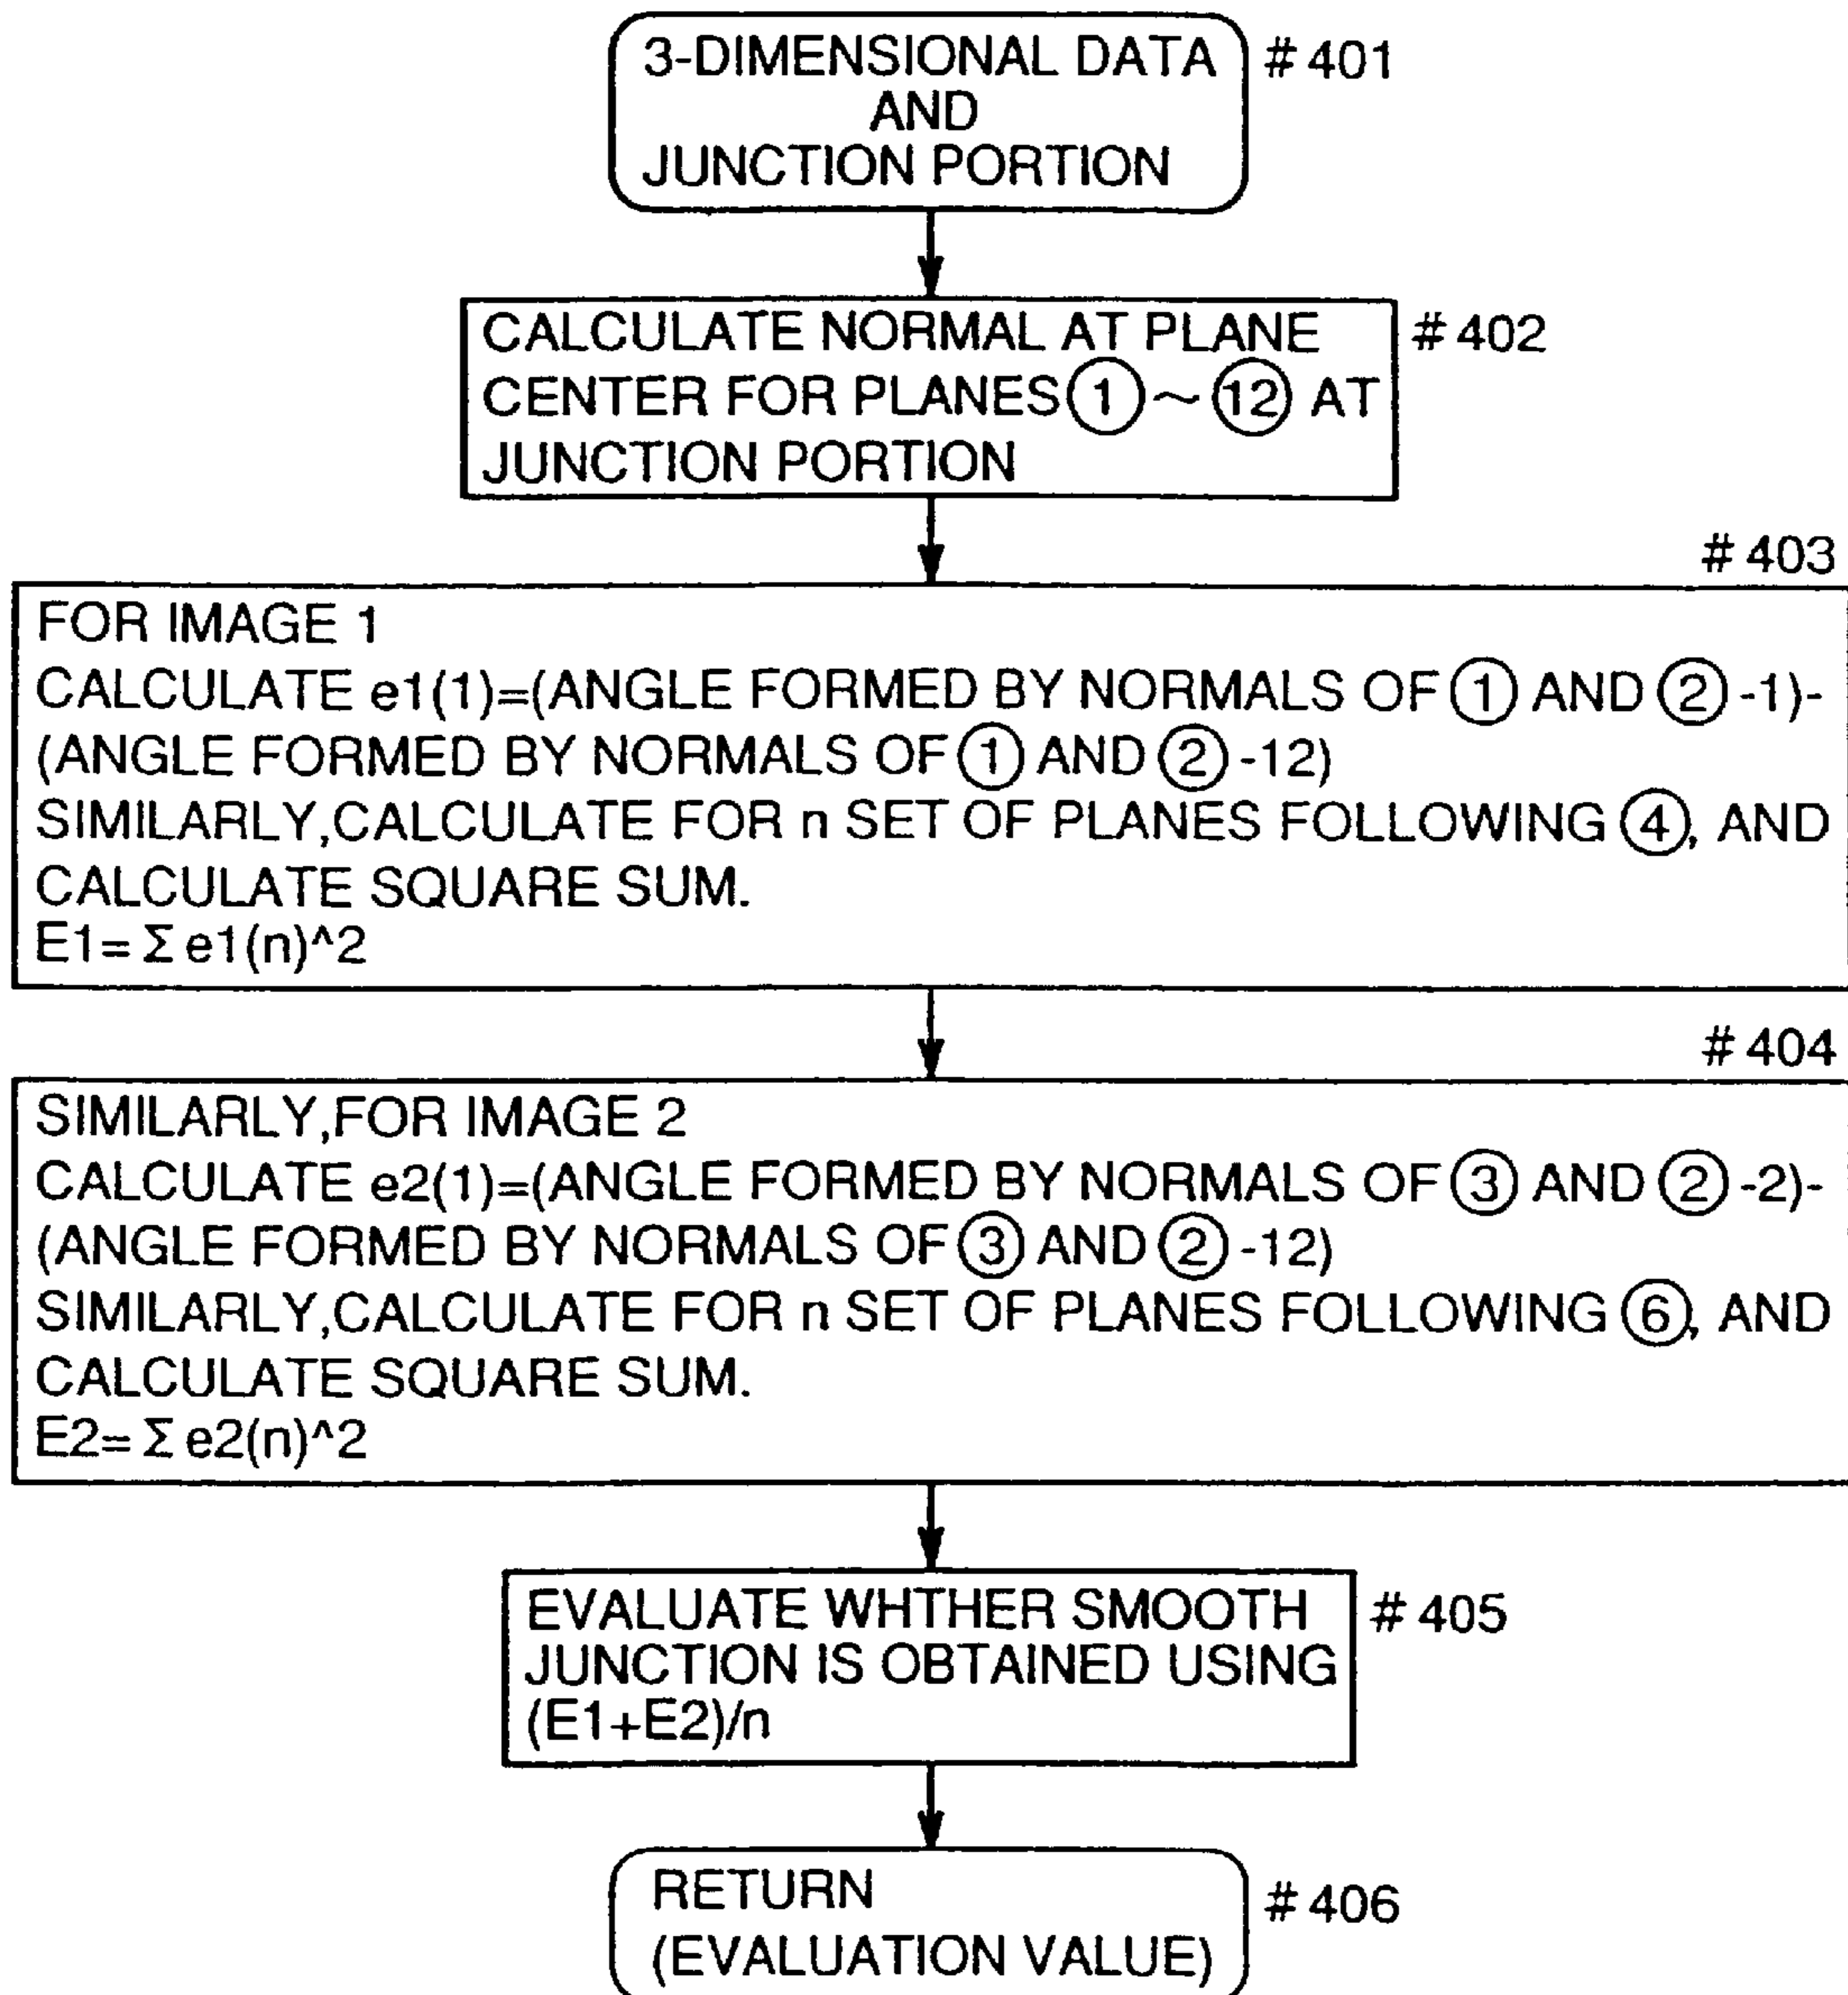 3-DIMENSIONAL DATA
AND
JUNCTION PORTION
# 401
CALCULATE NORMAL AT PLANE
CENTER FOR PLANES ① ~ ⑫ AT
JUNCTION PORTION
# 402
# 403
FOR IMAGE 1
CALCULATE e1(1)=(ANGLE FORMED BY NORMALS OF ① AND ② -1)-
(ANGLE FORMED BY NORMALS OF ① AND ② -12)
SIMILARLY,CALCULATE FOR n SET OF PLANES FOLLOWING ④, AND
CALCULATE SQUARE SUM.
E1=Σ e1(n)^2
# 404
SIMILARLY,FOR IMAGE 2
CALCULATE e2(1)=(ANGLE FORMED BY NORMALS OF ③ AND ② -2)-
(ANGLE FORMED BY NORMALS OF ③ AND ② -12)
SIMILARLY,CALCULATE FOR n SET OF PLANES FOLLOWING ⑥, AND
CALCULATE SQUARE SUM.
E2=Σ e2(n)^2
EVALUATE WHTHER SMOOTH
JUNCTION IS OBTAINED USING
(E1+E2)/n
# 405
RETURN
(EVALUATION VALUE)
# 406